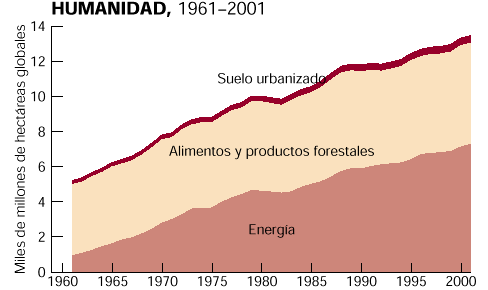 HUMANIDAD, 1961–2001
Miles de millones de hectáreas globales
14
12
10
8
6
4
2
0
Suelo urbanizado
Alimentos y productos forestales
Energía
1960 1965 1970 1975 1980 1985 1990 1995 2000